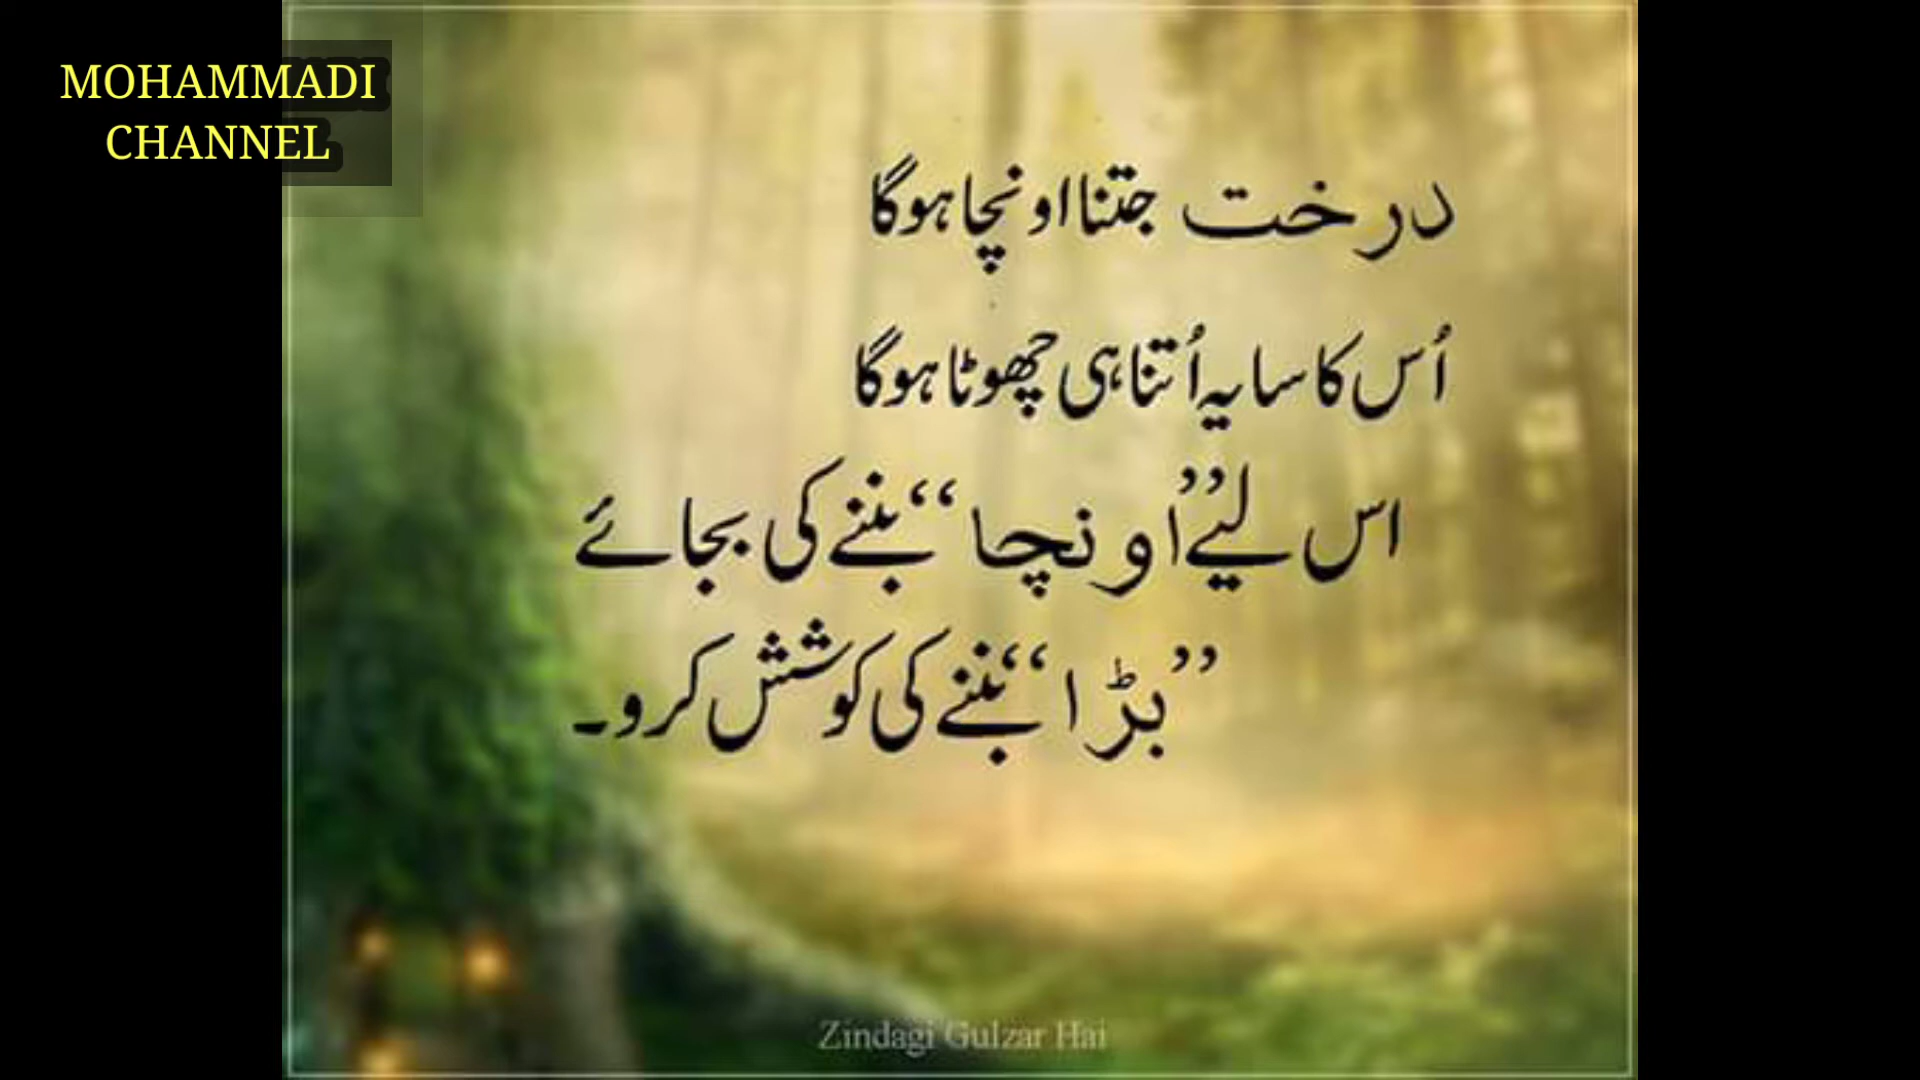 MOHAMMADI
CHANNEL
درخت جتنا اونچا ہوگا
اُس کا سایہ اُتنا ہی چھوٹا ہوگا
اس لیے ’’اونچا‘‘ بننے کی بجائے
’’بڑا‘‘ بننے کی کوشش کرو۔
Zindagi Gulzar Hai